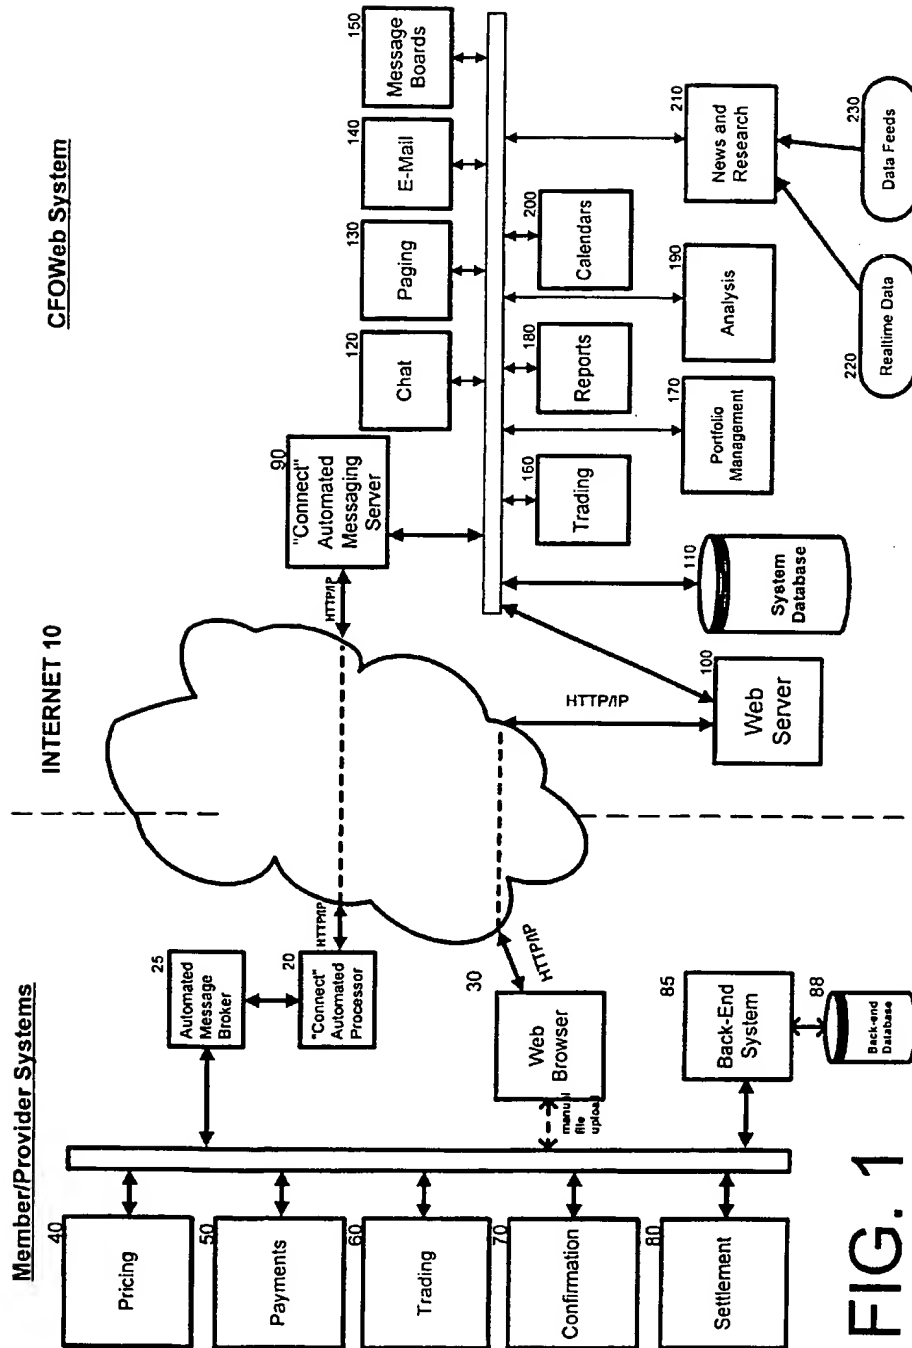 Member/Provider Systems
INTERNET 10
CFOWeb System
40
Pricing
50
Payments
60
Trading
70
Confirmation
80
Settlement
25
Automated
Message
Broker
20
"Connect"
Automated
Processor
HTTP/IP
30
Web
Browser
manual
file
upload
HTTP/IP
85
Back-End
System
88
Back-end
Database
HTTP/IP
90
"Connect"
Automated
Messaging
Server
HTTP/IP
100
Web
Server
110
System
Database
120
Chat
130
Paging
140
E-Mail
150
Message
Boards
160
Trading
170
Portfolio
Management
180
Reports
190
Analysis
200
Calendars
210
News and
Research
220
Realtime Data
230
Data Feeds
FIG. 1